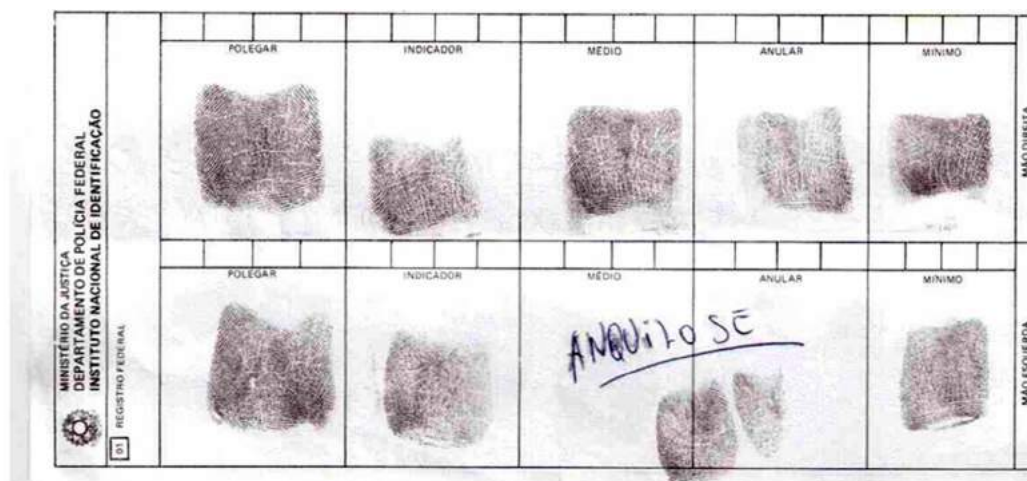 MINISTÉRIO DA JUSTIÇA
DEPARTAMENTO DE POLÍCIA FEDERAL
INSTITUTO NACIONAL DE IDENTIFICAÇÃO
01 REGISTRO FEDERAL
POLEGAR INDICADOR MÉDIO ANULAR MÍNIMO
MÃO DIREITA
POLEGAR INDICADOR MÉDIO ANULAR MÍNIMO
ANQUILOSE
MÃO ESQUERDA